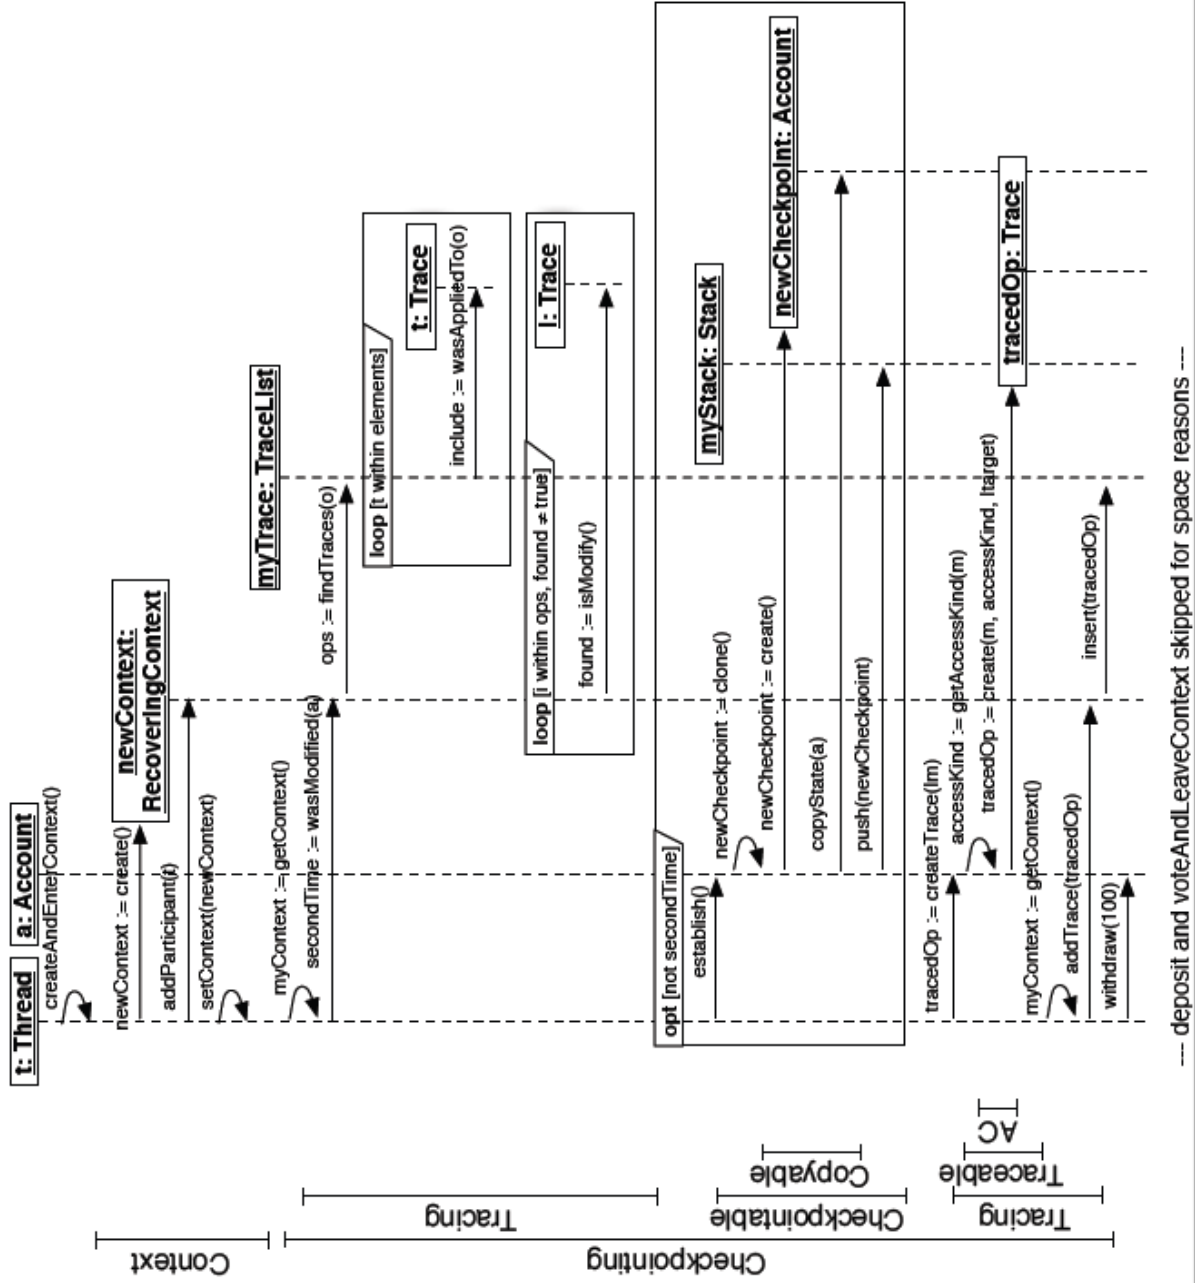 t: Thread
a: Account
createAndEnterContext()
newContext := create()
newContext:
RecoveringContext
addParticipant(t)
setContext(newContext)
myContext := getContext()
secondTime := wasModified(a)
myTrace: TraceList
ops := findTraces(o)
loop [t within elements]
t: Trace
include := wasAppliedTo(o)
loop [i within ops, found ≠ true]
l: Trace
found := isModify()
opt [not secondTime]
establish()
newCheckpoint := clone()
newCheckpoint := create()
myStack: Stack
newCheckpoint: Account
copyState(a)
push(newCheckpoint)
tracedOp := createTrace(lm)
accessKind := getAccessKind(m)
tracedOp := create(m, accessKind, ltarget)
tracedOp: Trace
myContext := getContext()
addTrace(tracedOp)
insert(tracedOp)
withdraw(100)
--- deposit and voteAndLeaveContext skipped for space reasons ---
Context
Checkpointing
Tracing
Checkpointable
Copyable
Tracing
Traceable
AC